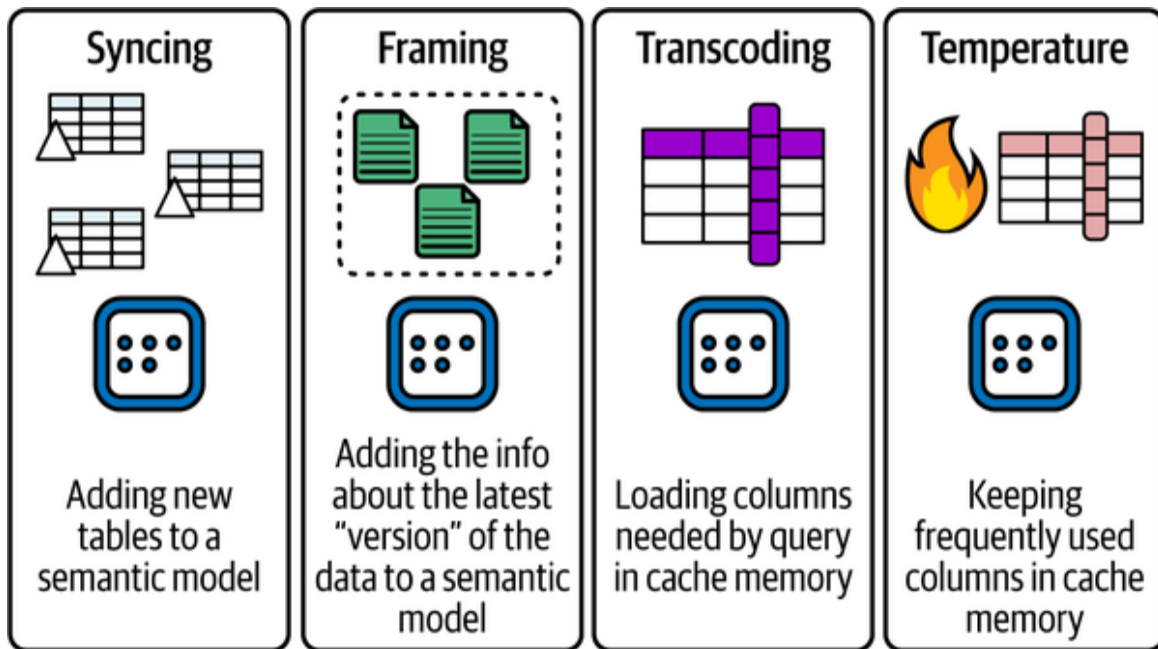 Syncing
Adding new
tables to a
semantic model
Framing
Adding the info
about the latest
“version” of the
data to a semantic
model
Transcoding
Loading columns
needed by query
in cache memory
Temperature
Keeping
frequently used
columns in cache
memory